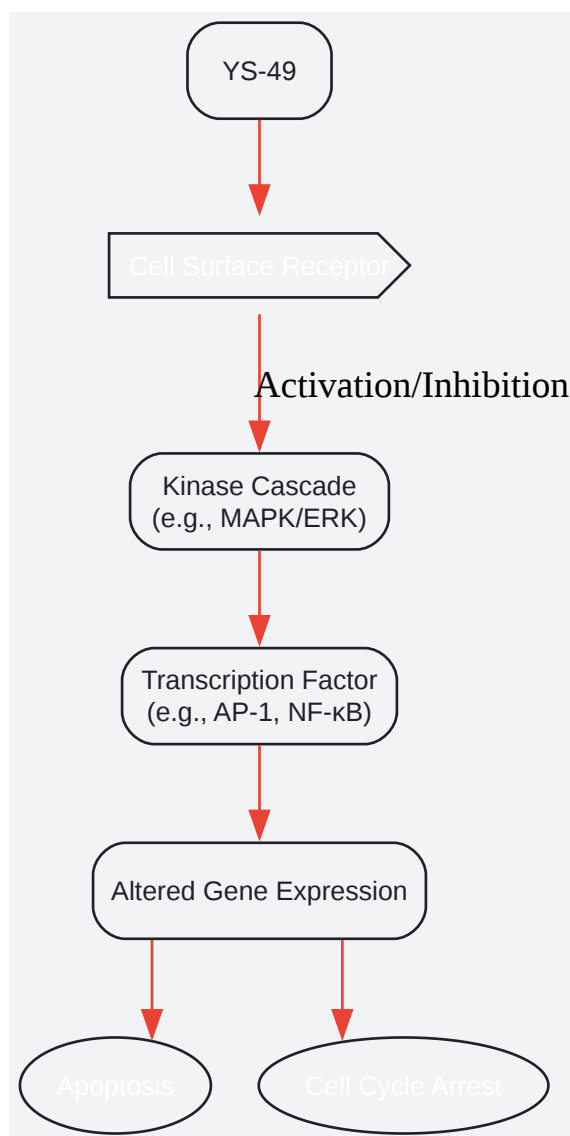 YS-49
Cell Surface Receptor
Activation/Inhibition
Kinase Cascade
(e.g., MAPK/ERK)
Transcription Factor
(e.g., AP-1, NF-κB)
Altered Gene Expression
Apoptosis
Cell Cycle Arrest